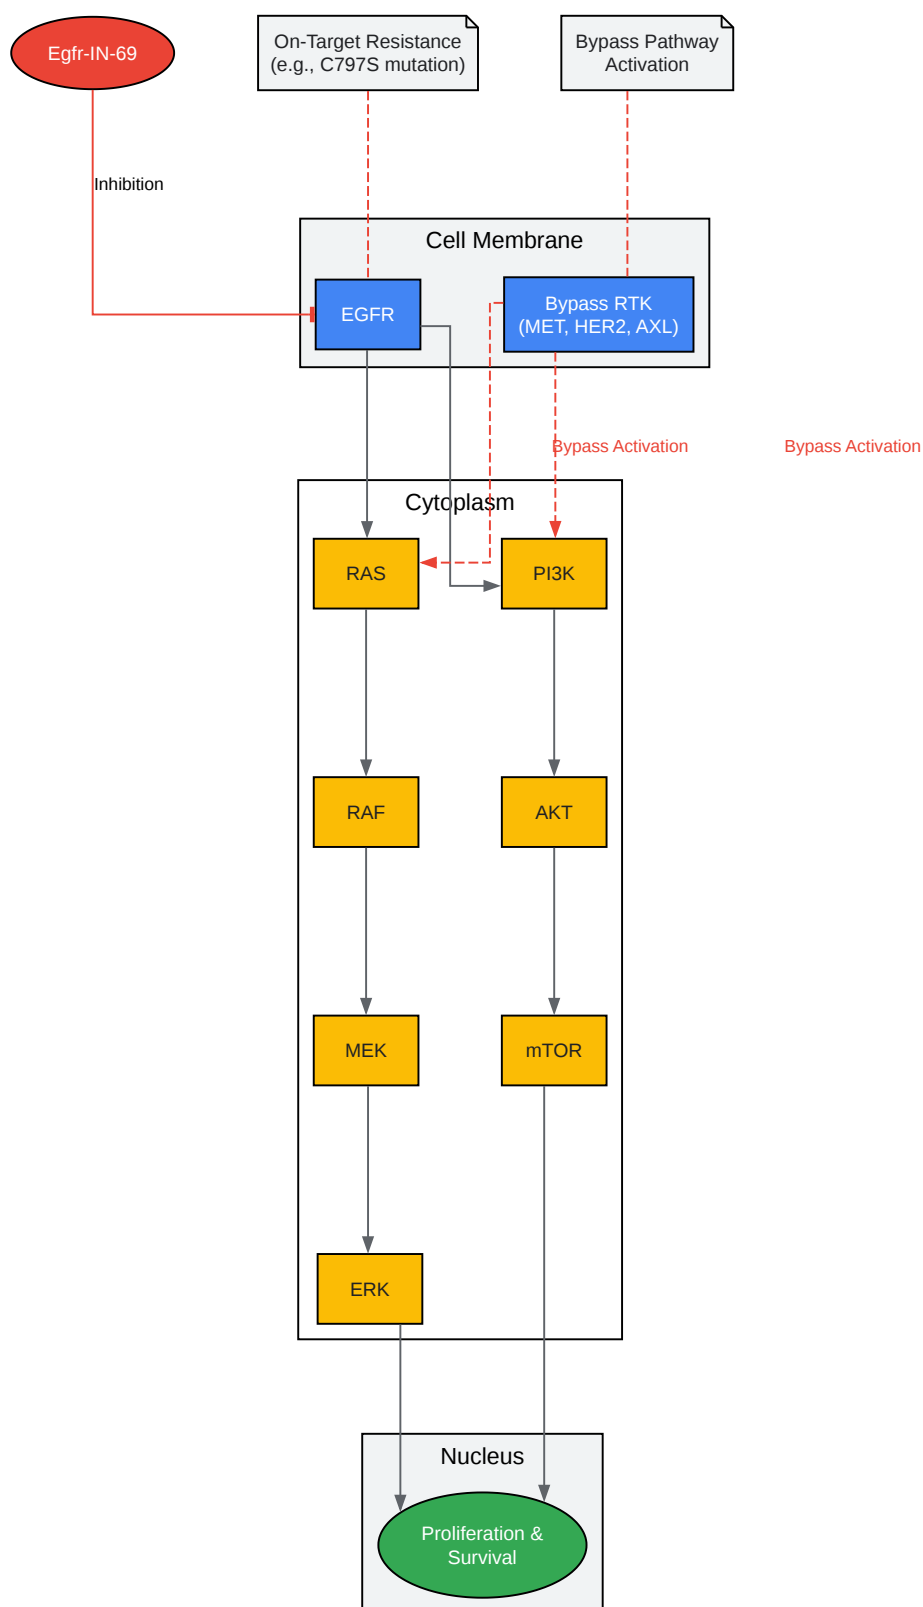 Egfr-IN-69
On-Target Resistance
(e.g., C797S mutation)
Bypass Pathway
Activation
Inhibition
Cell Membrane
EGFR
Bypass RTK
(MET, HER2, AXL)
Bypass Activation
Bypass Activation
Cytoplasm
RAS
PI3K
RAF
AKT
MEK
mTOR
ERK
Nucleus
Proliferation &
Survival